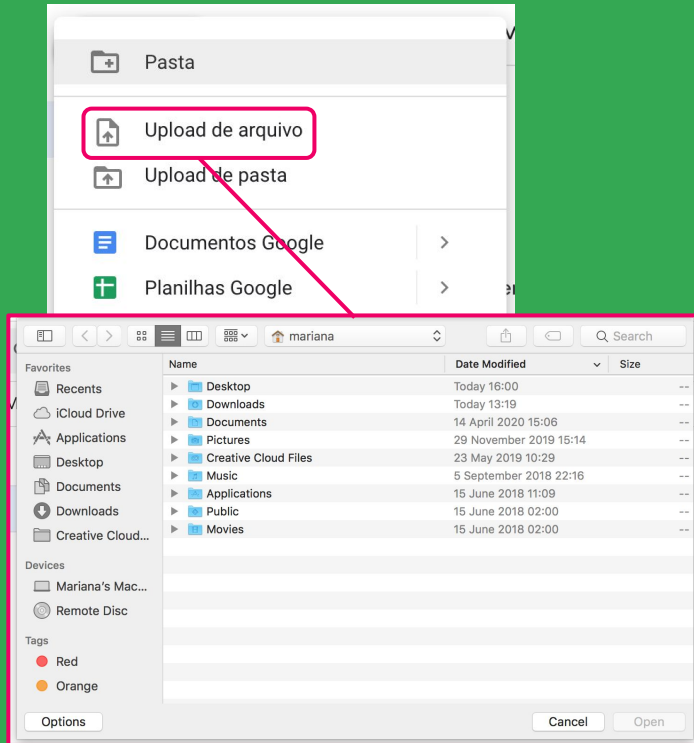 Pasta
Upload de arquivo
Upload de pasta
Documentos Google
Planilhas Google
mariana
Search
Favorites
Recents
iCloud Drive
Applications
Desktop
Documents
Downloads
Creative Cloud...
Devices
Mariana's Mac...
Remote Disc
Tags
Red
Orange
Name Date Modified Size
Desktop Today 16:00 --
Downloads Today 13:19 --
Documents 14 April 2020 15:06 --
Pictures 29 November 2019 15:14 --
Creative Cloud Files 23 May 2019 10:29 --
Music 5 September 2018 22:16 --
Applications 15 June 2018 11:09 --
Public 15 June 2018 02:00 --
Movies 15 June 2018 02:00 --
Options Cancel Open